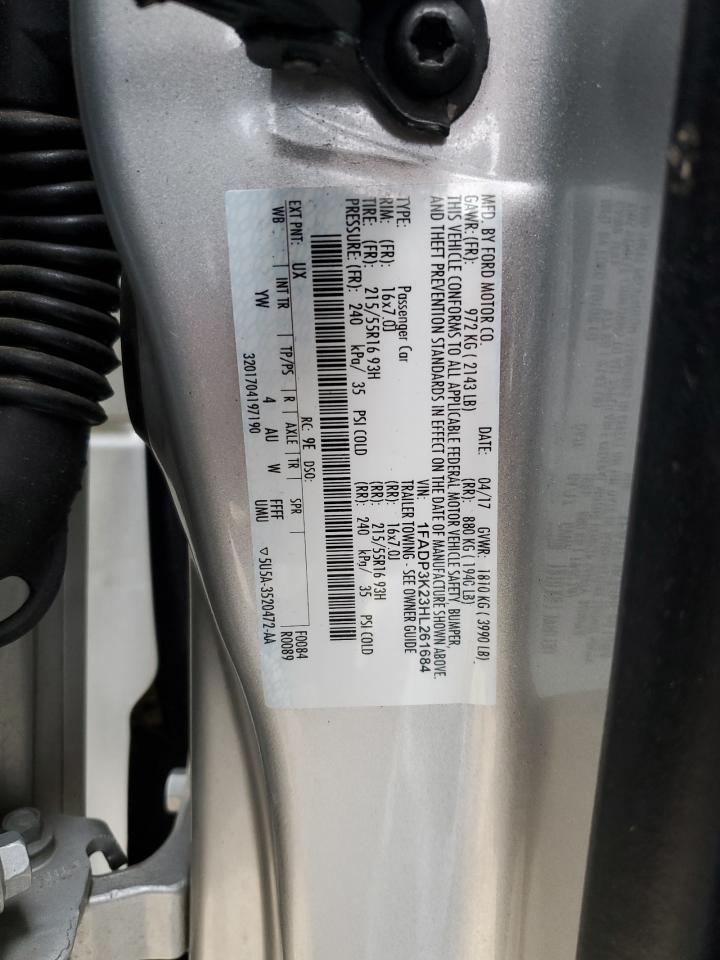 MFD. BY FORD MOTOR CO.
DATE: 04/17 GVWR: 1810 KG ( 3990 LB)
GAWR: (FR): 972 KG ( 2143 LB) (RR): 880 KG ( 1940 LB)
THIS VEHICLE CONFORMS TO ALL APPLICABLE FEDERAL MOTOR VEHICLE SAFETY, BUMPER,
AND THEFT PREVENTION STANDARDS IN EFFECT ON THE DATE OF MANUFACTURE SHOWN ABOVE.
VIN: 1FADP3K23HL261684
TYPE: Passenger Car TRAILER TOWING - SEE OWNER GUIDE
RIM: (FR): 16x7.0J (RR): 16x7.0J
TIRE: (FR): 215/55R16 93H (RR): 215/55R16 93H
PRESSURE: (FR): 240 kPa/ 35 PSI COLD (RR): 240 kPa/ 35 PSI COLD
EXT PNT: UX RC: 9E DSO: F0084
WB INT TR TP/PS R AXLE TR SPR R0089
YW 4 AU W FFFF
UMU
3201704197190 ▽5U5A-3520472-AA